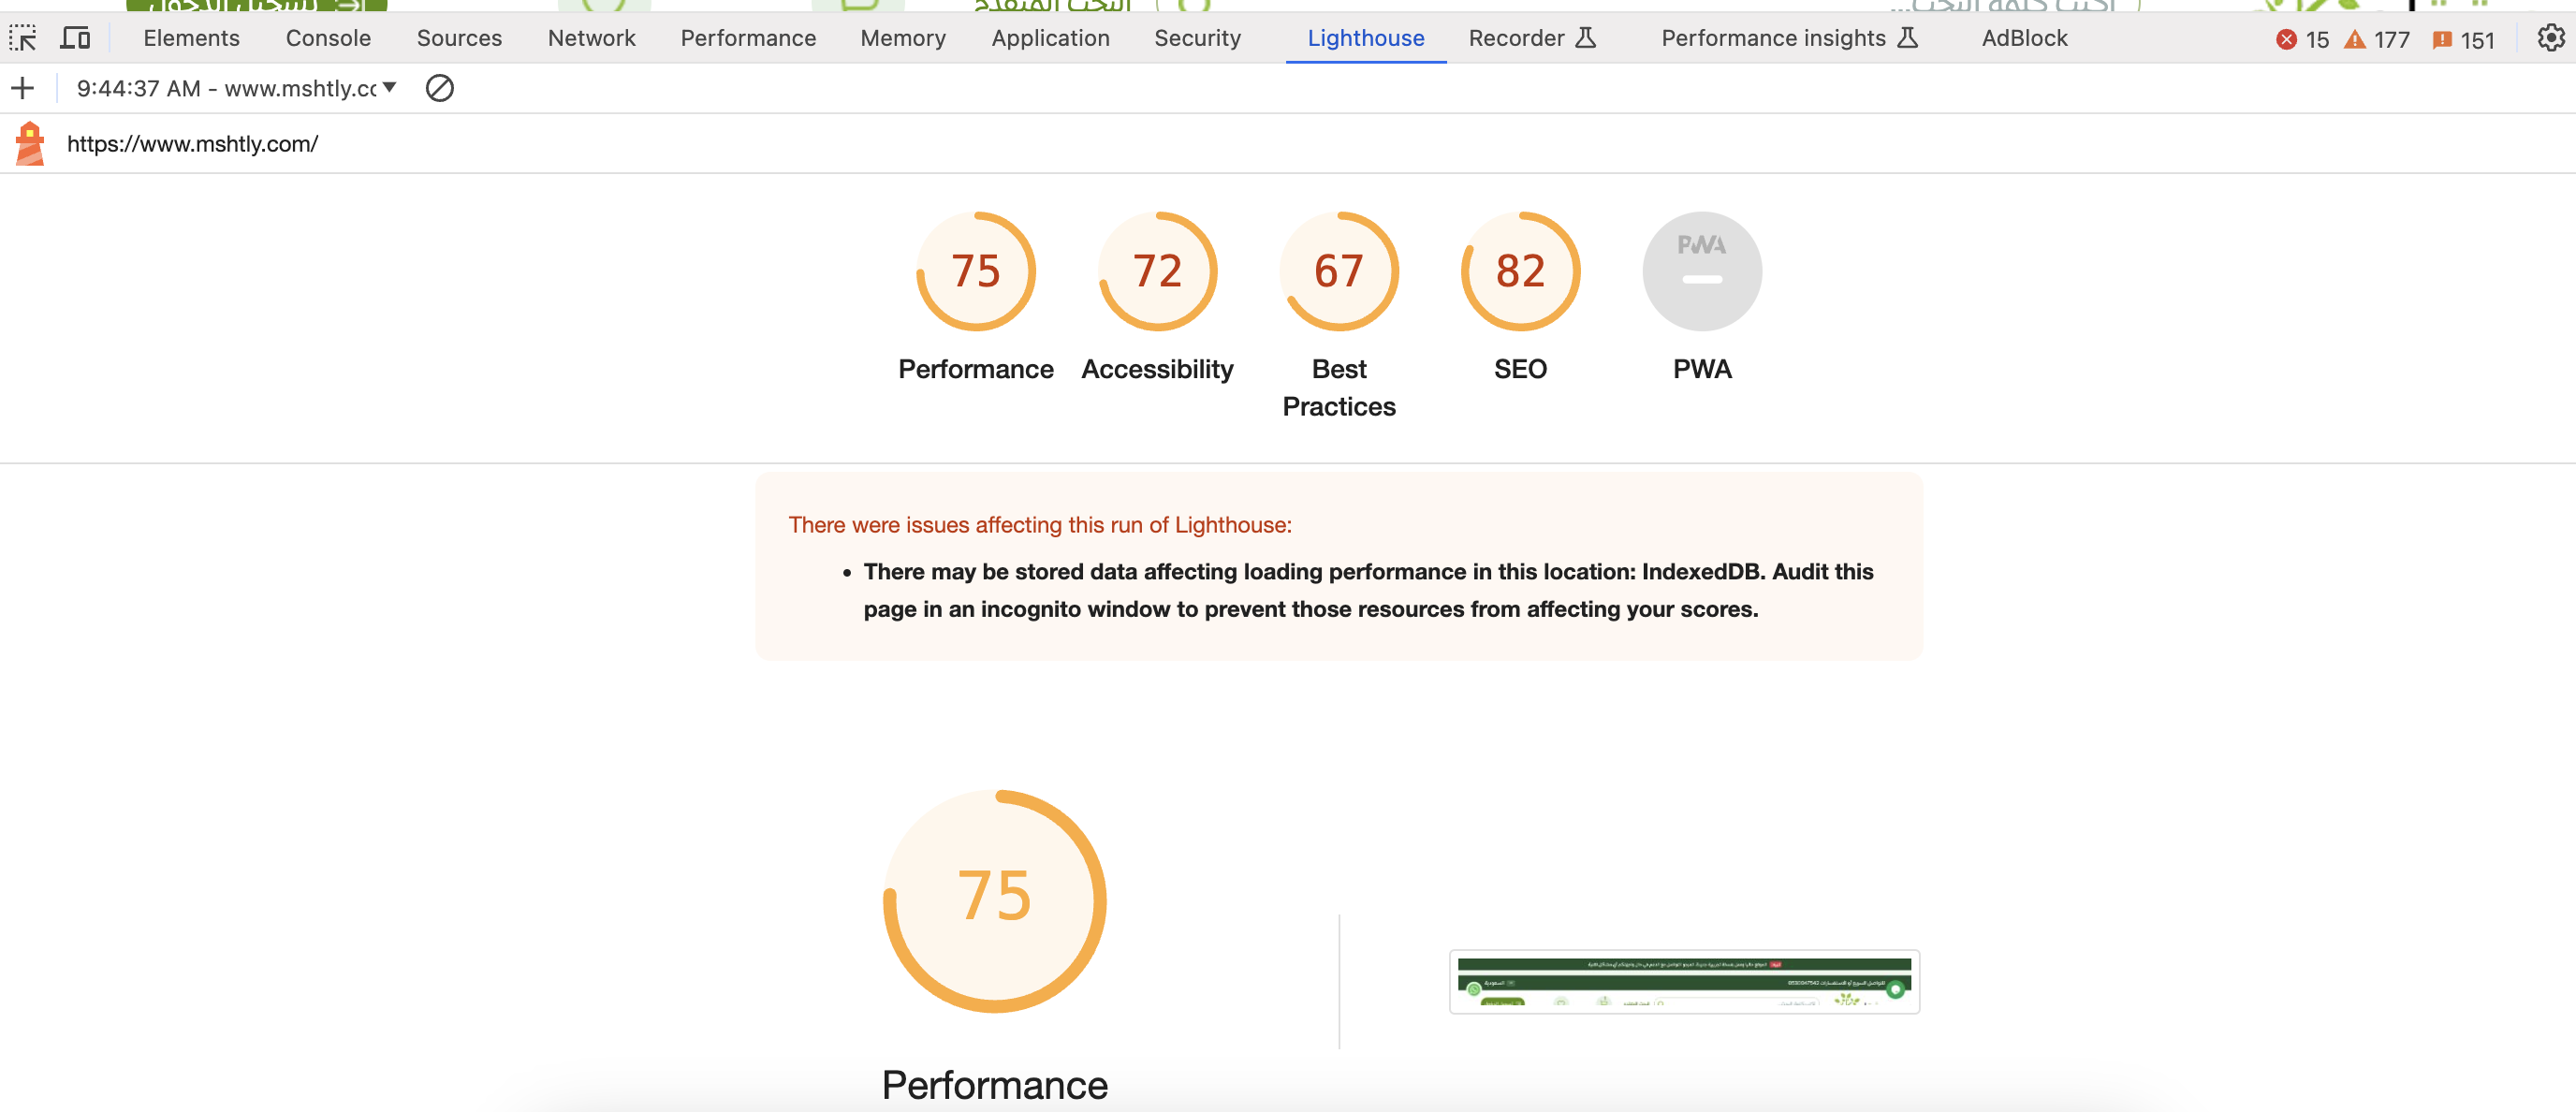 البحث المتقدم
Elements Console Sources Network Performance Memory Application Security Lighthouse Recorder Performance insights AdBlock 15 177 151
9:44:37 AM - www.mshtly.cc
https://www.mshtly.com/
75 72 67 82 PWA
Performance Accessibility Best Practices SEO PWA
There were issues affecting this run of Lighthouse:
There may be stored data affecting loading performance in this location: IndexedDB. Audit this
page in an incognito window to prevent those resources from affecting your scores.
75
Performance
السعودية